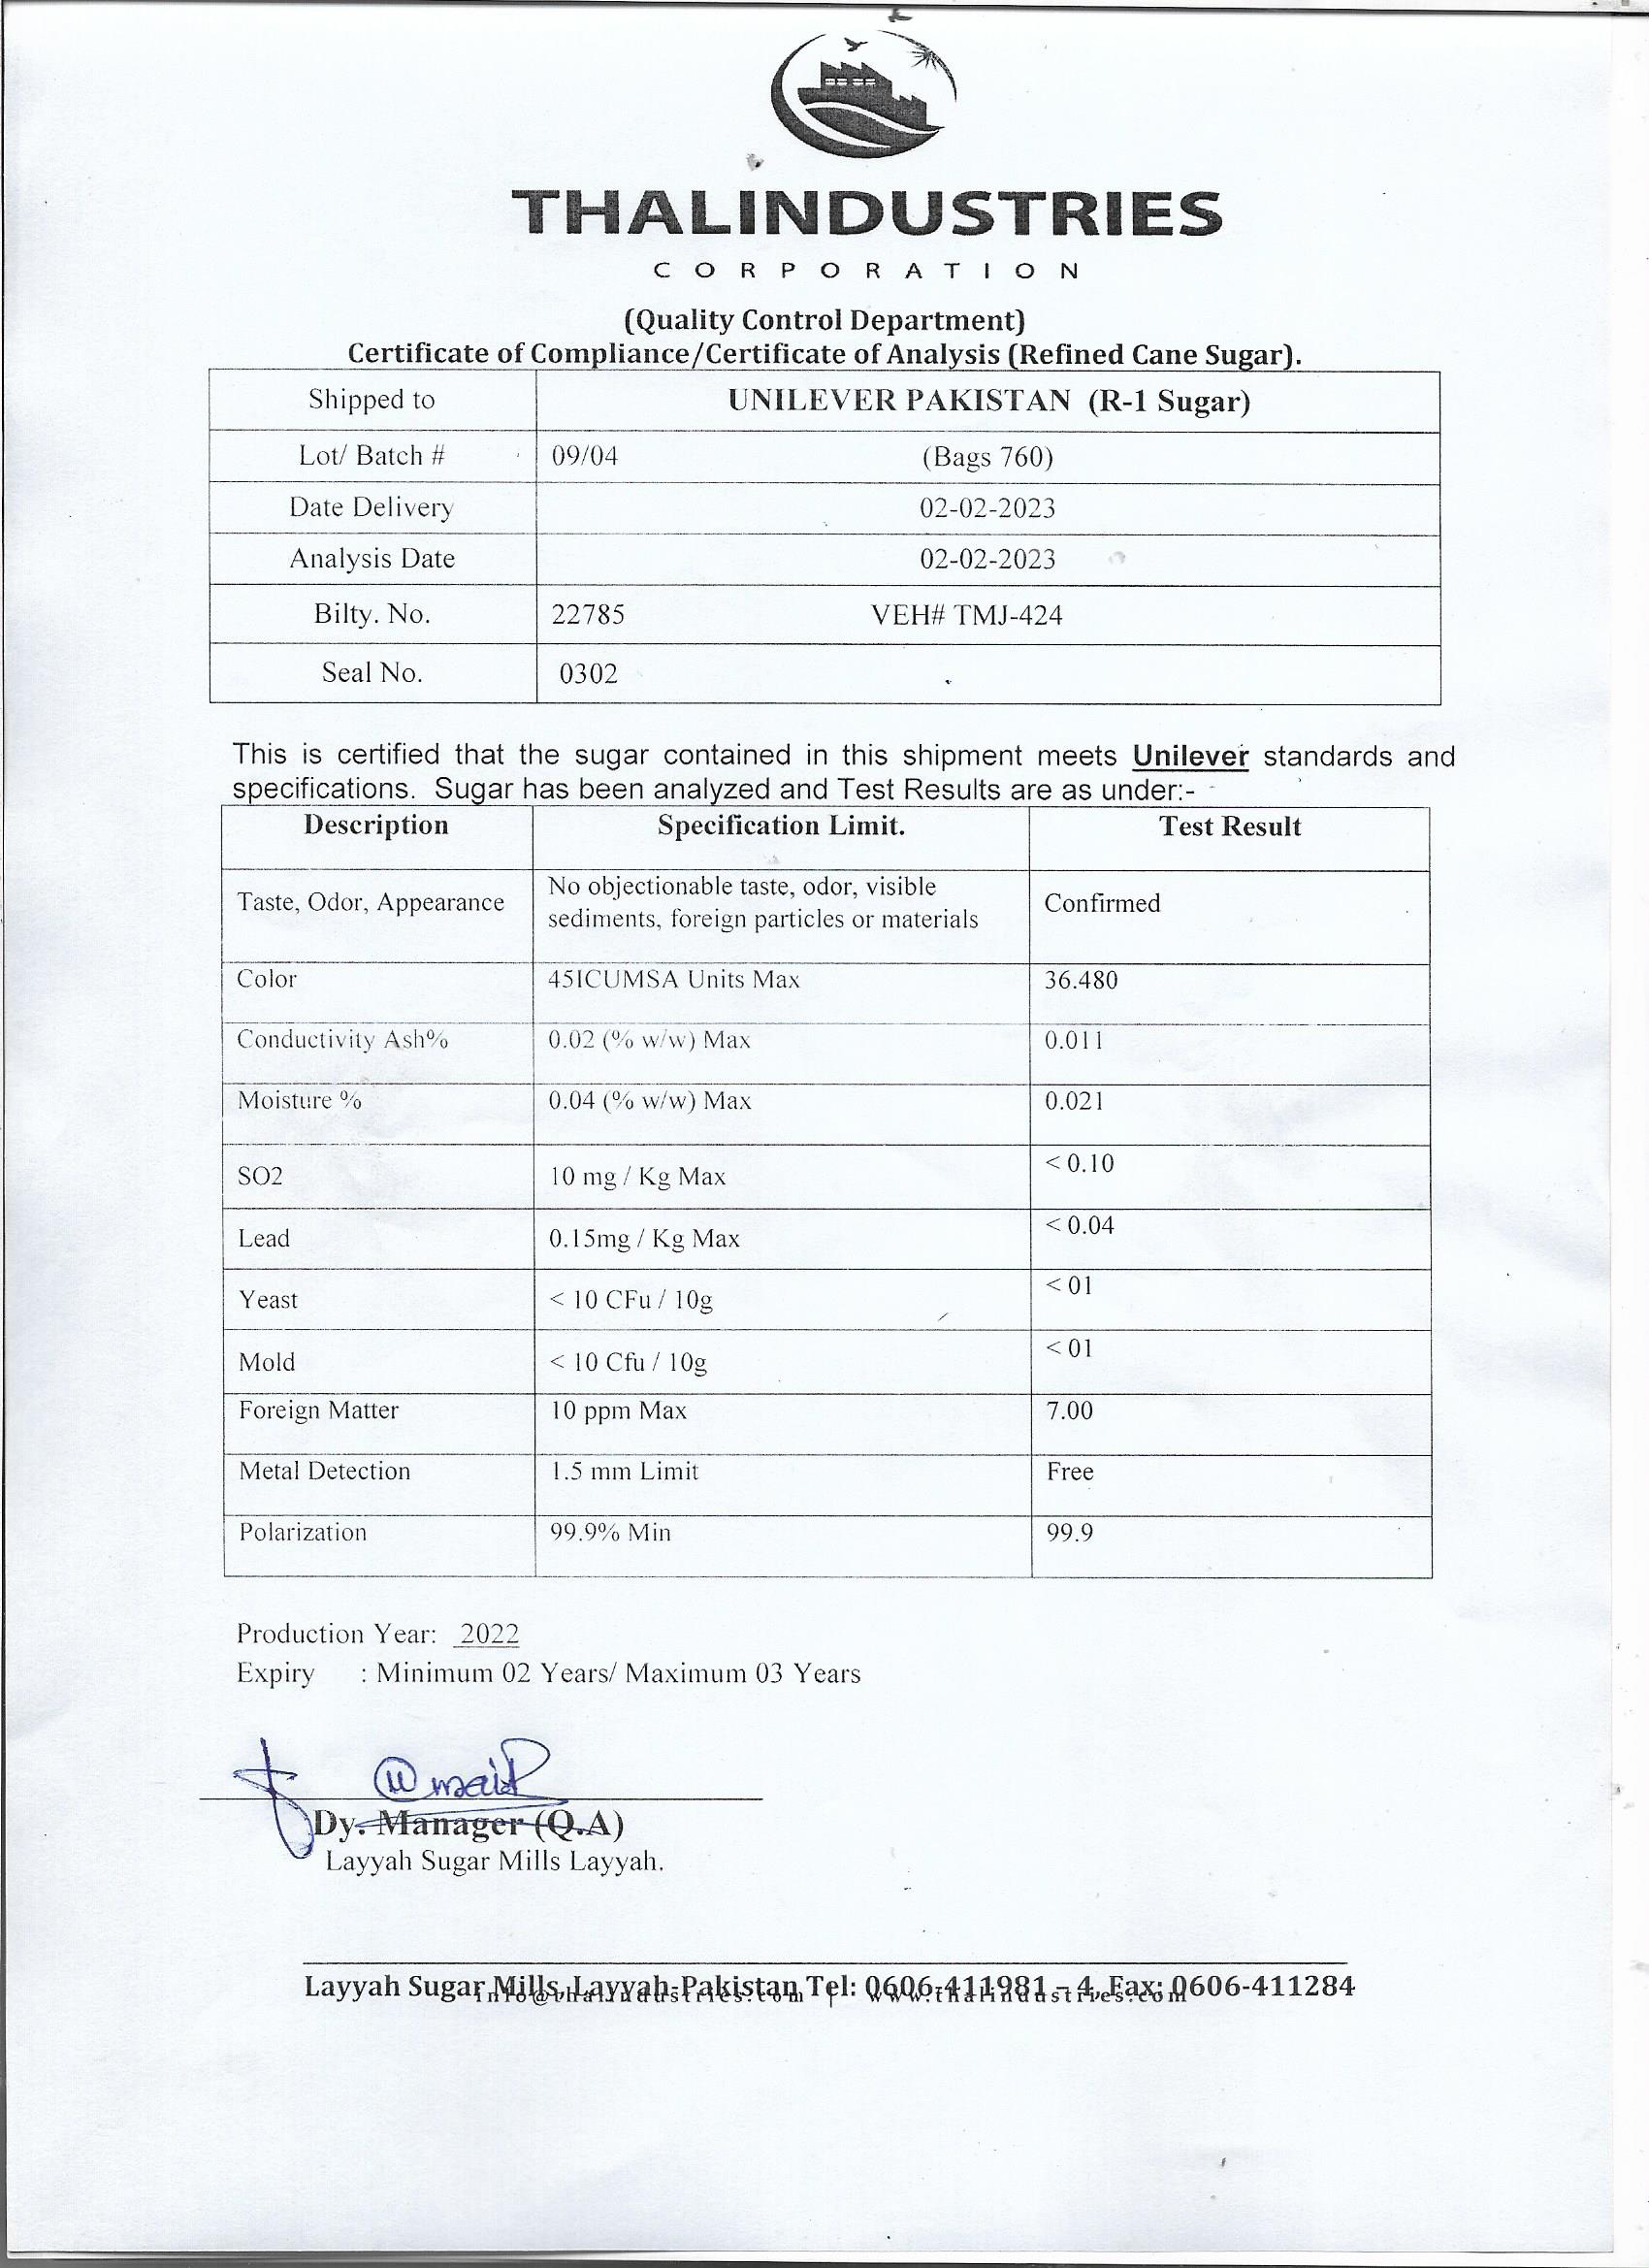 THALINDUSTRIES
CORPORATION
(Quality Control Department)
Certificate of Compliance/Certificate of Analysis (Refined Cane Sugar).
Shipped to UNILEVER PAKISTAN (R-1 Sugar)
Lot/ Batch # 09/04 (Bags 760)
Date Delivery 02-02-2023
Analysis Date 02-02-2023
Bilty. No. 22785 VEH# TMJ-424
Seal No. 0302
This is certified that the sugar contained in this shipment meets Unilever standards and
specifications. Sugar has been analyzed and Test Results are as under:-
Description Specification Limit. Test Result
Taste, Odor, Appearance No objectionable taste, odor, visible
sediments, foreign particles or materials Confirmed
Color 45ICUMSA Units Max 36.480
Conductivity Ash% 0.02 (% w/w) Max 0.011
Moisture % 0.04 (% w/w) Max 0.021
SO2 10 mg / Kg Max < 0.10
Lead 0.15mg / Kg Max < 0.04
Yeast < 10 CFu / 10g < 01
Mold < 10 Cfu / 10g < 01
Foreign Matter 10 ppm Max 7.00
Metal Detection 1.5 mm Limit Free
Polarization 99.9% Min 99.9
Production Year: 2022
Expiry : Minimum 02 Years/ Maximum 03 Years
Dy. Manager (Q.A)
Layyah Sugar Mills Layyah.
Layyah Sugar Mills, Layyah-Pakistan Tel: 0606-411981 – 4, Fax: 0606-411284
info@thalindustries.com | www.thalindustries.com